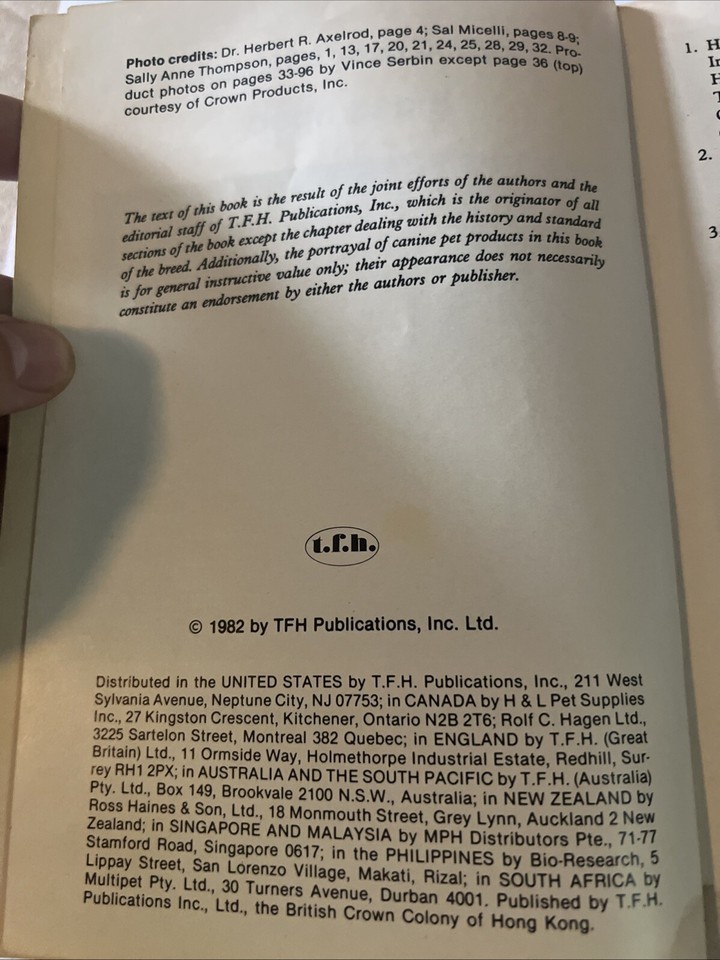 Photo credits: Dr. Herbert R. Axelrod, page 4; Sal Micelli, pages 8-9;
Sally Anne Thompson, pages, 1, 13, 17, 20, 21, 24, 25, 28, 29, 32. Pro-
duct photos on pages 33-96 by Vince Serbin except page 36 (top)
courtesy of Crown Products, Inc.
The text of this book is the result of the joint efforts of the authors and the
editorial staff of T.F.H. Publications, Inc., which is the originator of all
sections of the book except the chapter dealing with the history and standard
of the breed. Additionally, the portrayal of canine pet products in this book
is for general instructive value only; their appearance does not necessarily
constitute an endorsement by either the authors or publisher.
t.f.h.
© 1982 by TFH Publications, Inc. Ltd.
Distributed in the UNITED STATES by T.F.H. Publications, Inc., 211 West
Sylvania Avenue, Neptune City, NJ 07753; in CANADA by H & L Pet Supplies
Inc., 27 Kingston Crescent, Kitchener, Ontario N2B 2T6; Rolf C. Hagen Ltd.,
3225 Sartelon Street, Montreal 382 Quebec; in ENGLAND by T.F.H. (Great
Britain) Ltd., 11 Ormside Way, Holmethorpe Industrial Estate, Redhill, Sur-
rey RH1 2PX; in AUSTRALIA AND THE SOUTH PACIFIC by T.F.H. (Australia)
Pty. Ltd., Box 149, Brookvale 2100 N.S.W., Australia; in NEW ZEALAND by
Ross Haines & Son, Ltd., 18 Monmouth Street, Grey Lynn, Auckland 2 New
Zealand; in SINGAPORE AND MALAYSIA by MPH Distributors Pte., 71-77
Stamford Road, Singapore 0617; in the PHILIPPINES by Bio-Research, 5
Lippay Street, San Lorenzo Village, Makati, Rizal; in SOUTH AFRICA by
Multipet Pty. Ltd., 30 Turners Avenue, Durban 4001. Published by T.F.H.
Publications Inc., Ltd., the British Crown Colony of Hong Kong.
1.
2.
3